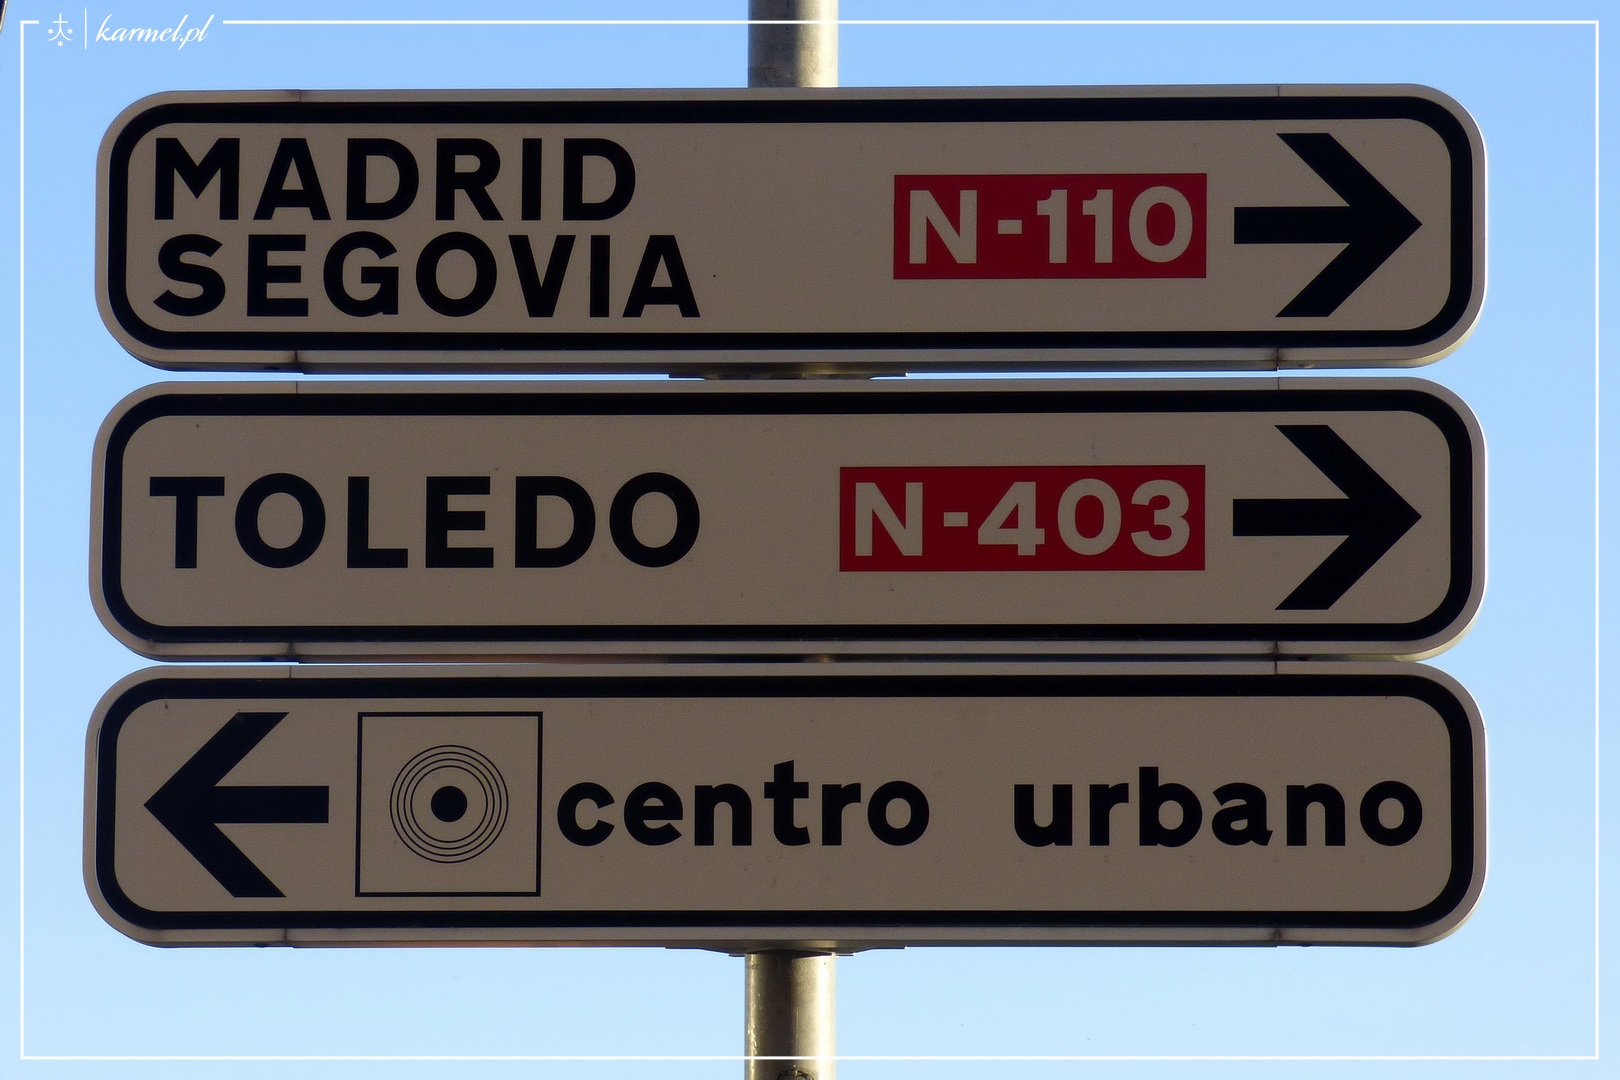 karmel.pl
MADRID
SEGOVIA
N-110
TOLEDO
N-403
centro urbano